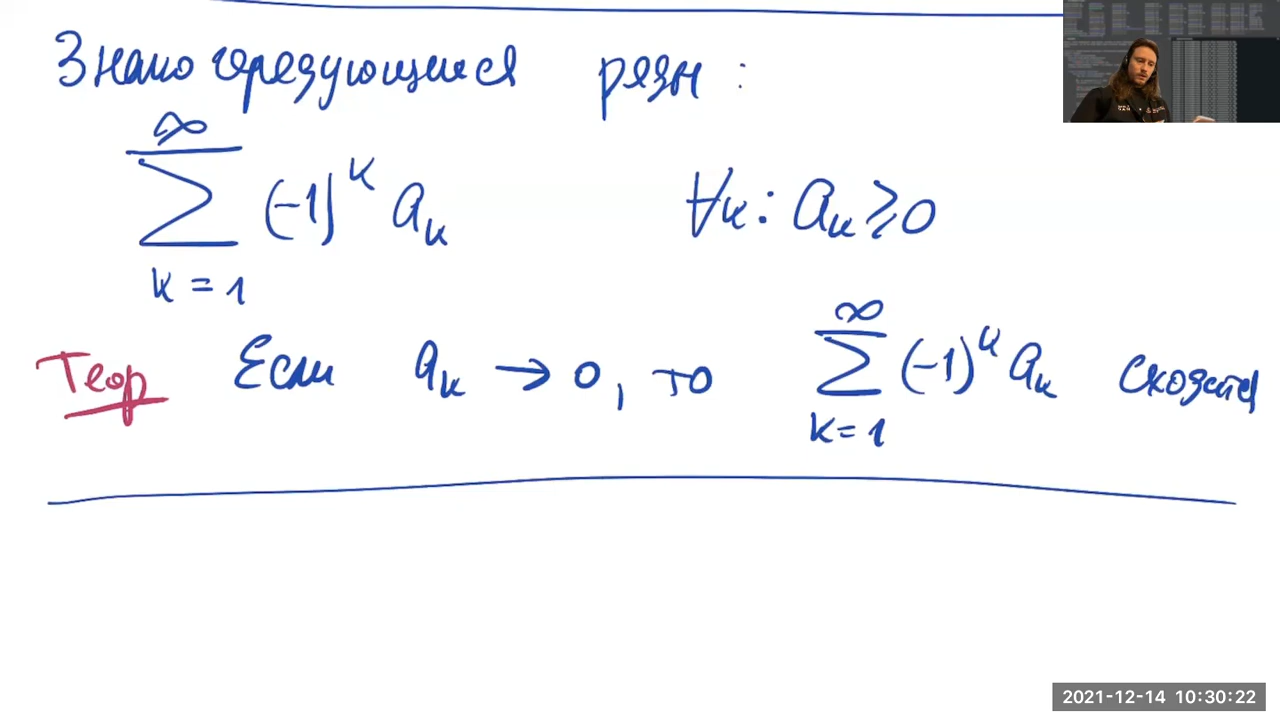 Знакочередующиеся ряды :
∞
∑ (-1)^k a_k ∀k: a_k ⩾ 0
k = 1
Теор Если a_k → 0, то ∑_{k=1}^{∞} (-1)^k a_k сходится
2021-12-14 10:30:22